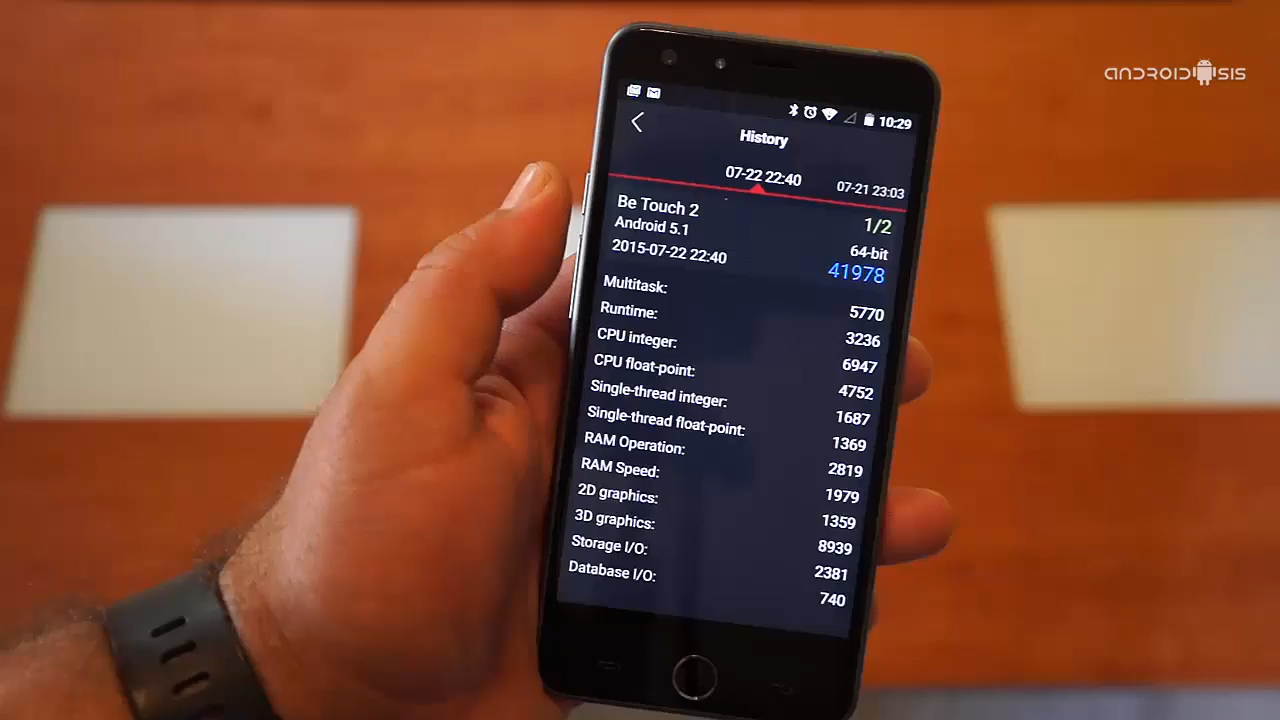 ANDROIDSIS
10:29
History
07-22 22:40 07-21 23:03
Be Touch 2 1/2
Android 5.1 64-bit
2015-07-22 22:40 41978
Multitask: 5770
Runtime: 3236
CPU integer: 6947
CPU float-point: 4752
Single-thread integer: 1687
Single-thread float-point: 1369
RAM Operation: 2819
RAM Speed: 1979
2D graphics: 1359
3D graphics: 8939
Storage I/O: 2381
Database I/O: 740